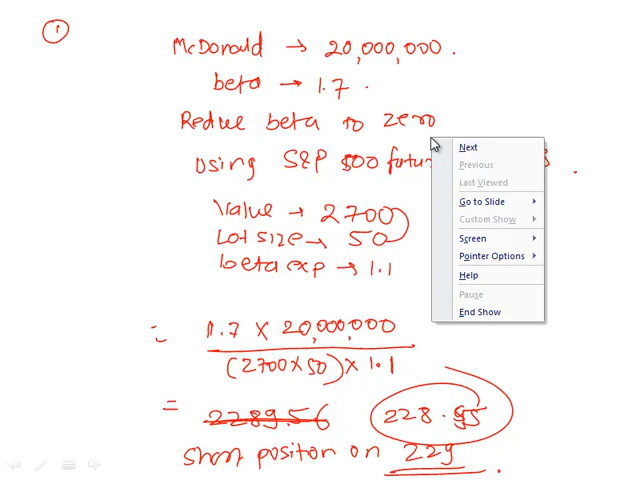 ①
McDonald → 20,000,000.
beta → 1.7.
Reduce beta to zero
Using S&P 500 futur
Value → 2700
Lot size → 50
beta exp → 1.1
= 1.7 × 20,000,000
(2700×50) × 1.1
= 2289.56 228.95
short position on 229.
Next
Previous
Last Viewed
Go to Slide
Custom Show
Screen
Pointer Options
Help
Pause
End Show